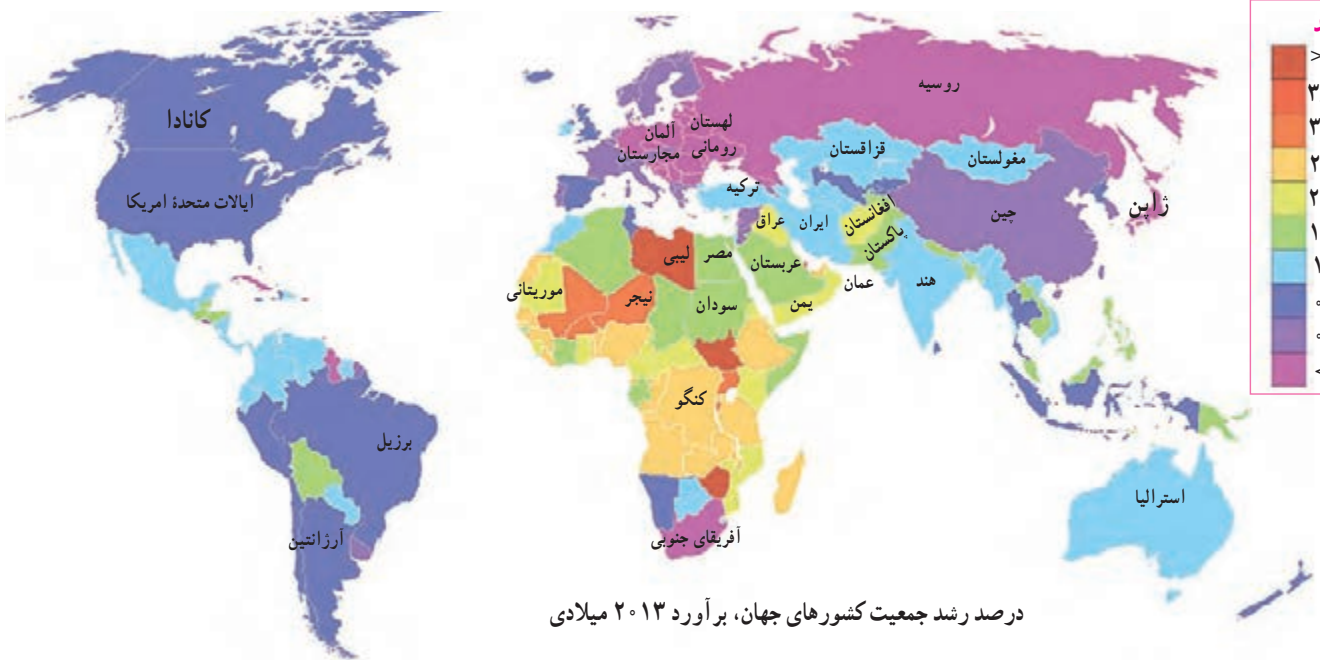 کانادا
ایالات متحدهٔ امریکا
برزیل
آرژانتین
روسیه
لهستان
آلمان
رومانی
مجارستان
قزاقستان
مغولستان
ترکیه
چین
ژاپن
افغانستان
عراق
ایران
پاکستان
لیبی
مصر
عربستان
عمان
هند
موریتانی
نیجر
سودان
یمن
کنگو
استرالیا
آفریقای جنوبی
درصد رشد جمعیت کشورهای جهان، برآورد ۲۰۱۳ میلادی